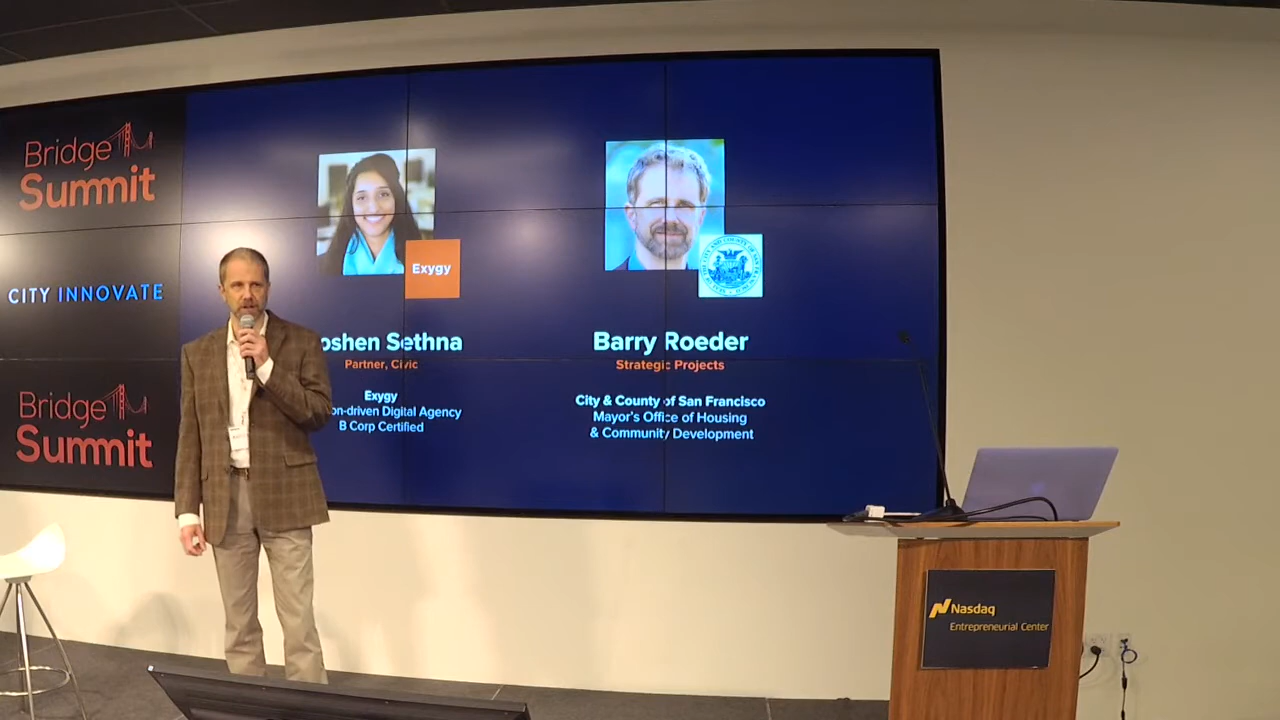 Bridge
Summit
CITY INNOVATE
Bridge
Summit
Exygy
oshen Sethna
Partner, Civic
Exygy
on-driven Digital Agency
B Corp Certified
Barry Roeder
Strategic Projects
City & County of San Francisco
Mayor's Office of Housing
& Community Development
Nasdaq
Entrepreneurial Center